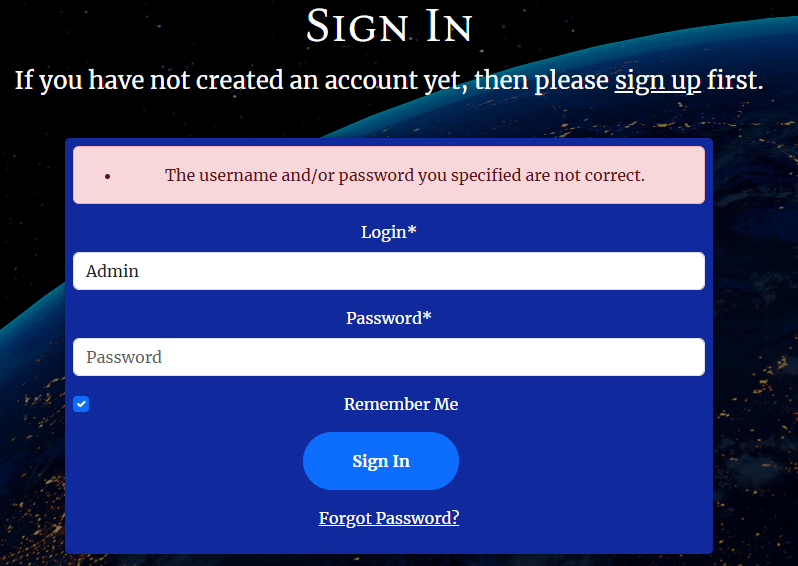 Sign In
If you have not created an account yet, then please sign up first.
The username and/or password you specified are not correct.
Login*
Admin
Password*
Password
Remember Me
Sign In
Forgot Password?